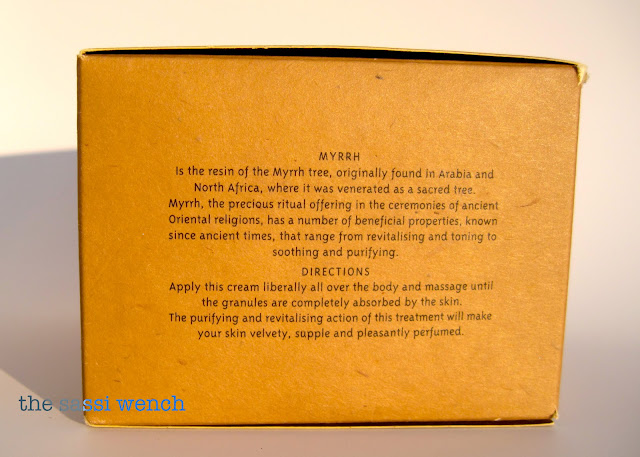 MYRRH
Is the resin of the Myrrh tree, originally found in Arabia and
North Africa, where it was venerated as a sacred tree.
Myrrh, the precious ritual offering in the ceremonies of ancient
Oriental religions, has a number of beneficial properties, known
since ancient times, that range from revitalising and toning to
soothing and purifying.
DIRECTIONS
Apply this cream liberally all over the body and massage until
the granules are completely absorbed by the skin.
The purifying and revitalising action of this treatment will make
your skin velvety, supple and pleasantly perfumed.
the sassi wench